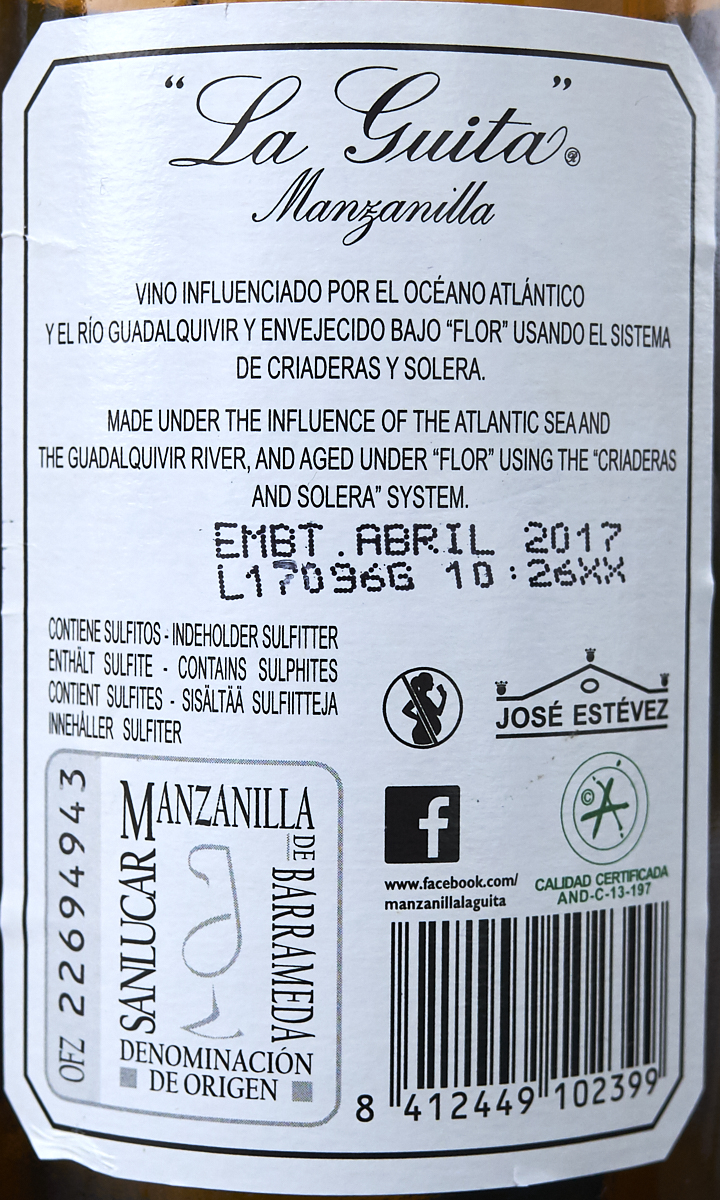 “La Guita”®
Manzanilla
VINO INFLUENCIADO POR EL OCÉANO ATLÁNTICO
Y EL RÍO GUADALQUIVIR Y ENVEJECIDO BAJO “FLOR” USANDO EL SISTEMA
DE CRIADERAS Y SOLERA.
MADE UNDER THE INFLUENCE OF THE ATLANTIC SEA AND
THE GUADALQUIVIR RIVER, AND AGED UNDER “FLOR” USING THE “CRIADERAS
AND SOLERA” SYSTEM.
EMBT.ABRIL 2017
L17096G 10:26XX
CONTIENE SULFITOS - INDEHOLDER SULFITTER
ENTHÄLT SULFITE - CONTAINS SULPHITES
CONTIENT SULFITES - SISÄLTÄÄ SULFIITTEJA
INNEHÅLLER SULFITER
JOSÉ ESTÉVEZ
OFZ 22694943
MANZANILLA
SANLUCAR
DE BARRAMEDA
DENOMINACIÓN
DE ORIGEN
f
www.facebook.com/
manzanillalaguita
©
CALIDAD CERTIFICADA
AND-C-13-197
8 412449 102399